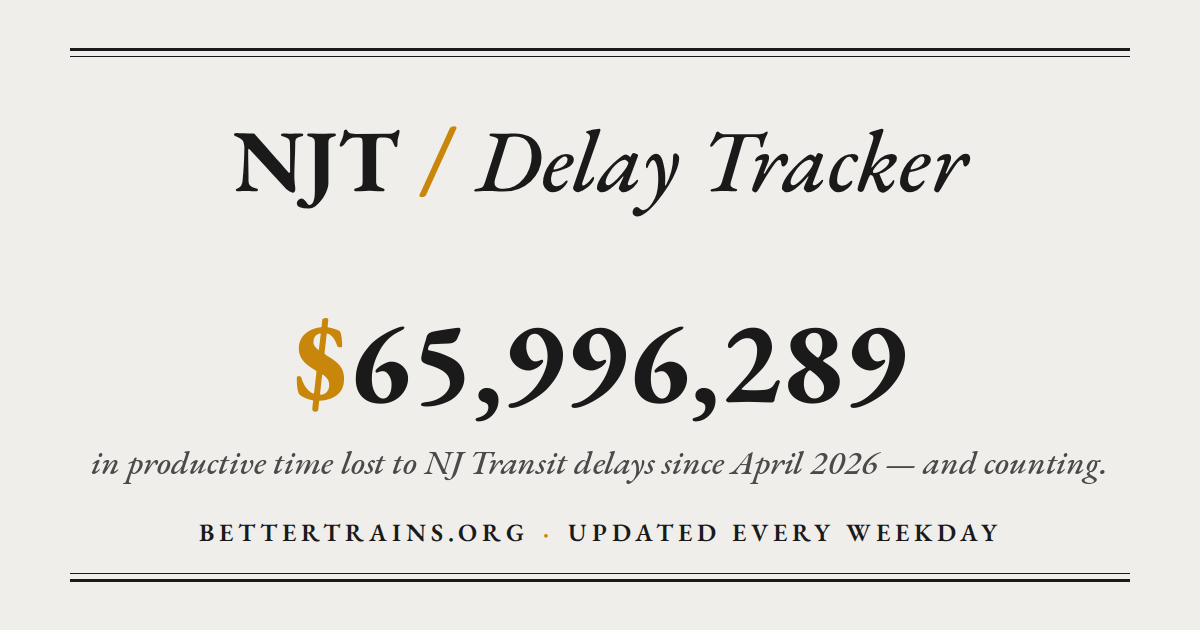 NJT / Delay Tracker
$65,996,289
in productive time lost to NJ Transit delays since April 2026 — and counting.
BETTERTRAINS.ORG · UPDATED EVERY WEEKDAY